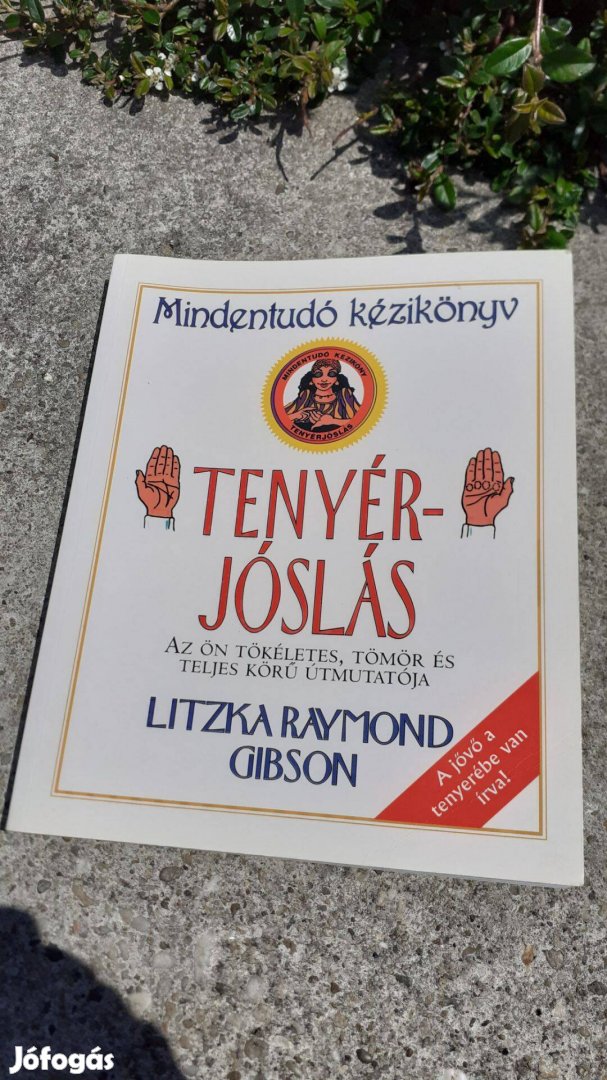 Mindentudó kézikönyv
MINDENTUDÓ KÉZIKÖNY
TENYÉRJÓSLÁS
TENYÉR-
JÓSLÁS
AZ ÖN TÖKÉLETES, TÖMÖR ÉS
TELJES KÖRŰ ÚTMUTATÓJA
LITZKA RAYMOND
GIBSON
A jövő a
tenyerébe van
írva!
Jófogás